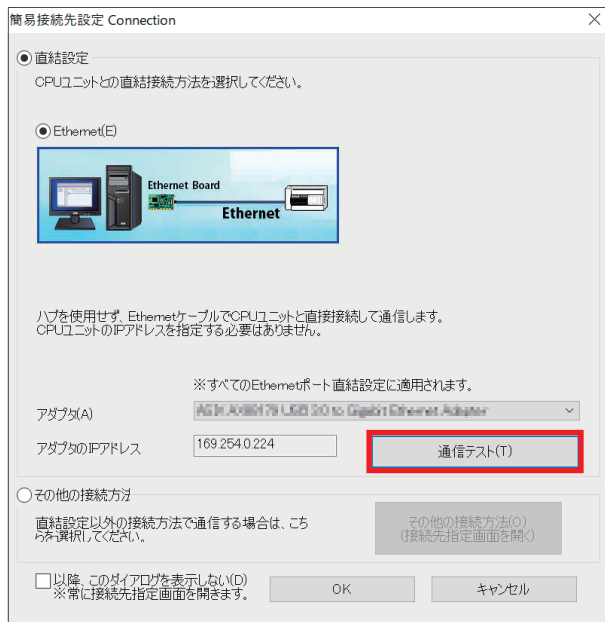 簡易接続先設定 Connection
直結設定
CPUユニットとの直結接続方法を選択してください。
Ethernet(E)
Ethernet Board
Ethernet
ハブを使用せず、EthernetケーブルでCPUユニットと直接接続して通信します。
CPUユニットのIPアドレスを指定する必要はありません。
※すべてのEthernetポート直結設定に適用されます。
アダプタ(A)
アダプタのIPアドレス
169.254.0.224
通信テスト(T)
その他の接続方法
直結設定以外の接続方法で通信する場合は、こち
らを選択してください。
その他の接続方法(O)
(接続先指定画面を開く)
以降、このダイアログを表示しない(D)
※常に接続先指定画面を開きます。
OK
キャンセル